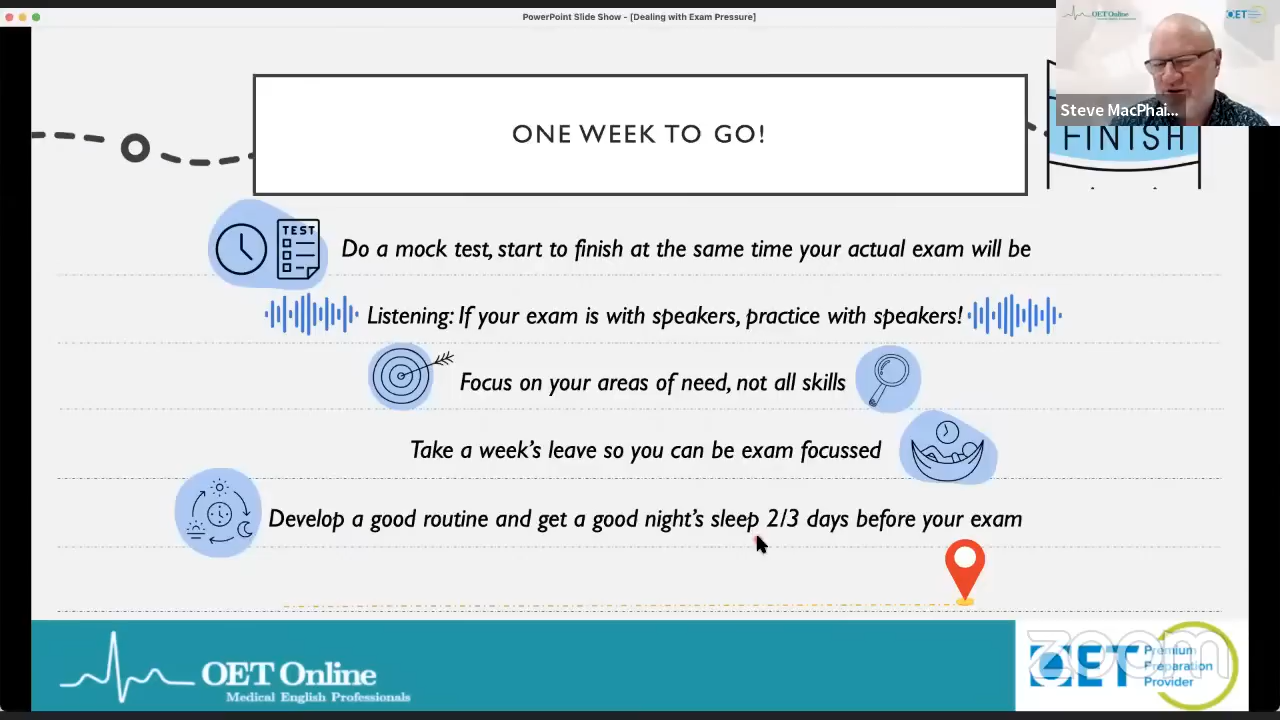 PowerPoint Slide Show - [Dealing with Exam Pressure]
OET Online
OET
Steve MacPhai...
ONE WEEK TO GO!
FINISH
TEST
Do a mock test, start to finish at the same time your actual exam will be
Listening: If your exam is with speakers, practice with speakers!
Focus on your areas of need, not all skills
Take a week's leave so you can be exam focussed
Develop a good routine and get a good night's sleep 2/3 days before your exam
OET Online
Medical English Professionals
OET
Premium
Preparation
Provider
zoom